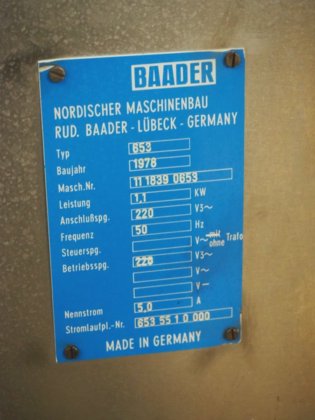 BAADER
NORDISCHER MASCHINENBAU
RUD. BAADER - LÜBECK - GERMANY
Typ 653
Baujahr 1978
Masch.Nr. 11 1639 0653
Leistung 1,1 KW
Anschlußspg. 220 V3~
Frequenz 50 Hz
Steuerspg. V~ mit ohne Trafo
Betriebsspg. 220 V3~
V~
V-
Nennstrom 5,0 A
Stromlaufpl.-Nr. 653 55 1 0 000
MADE IN GERMANY